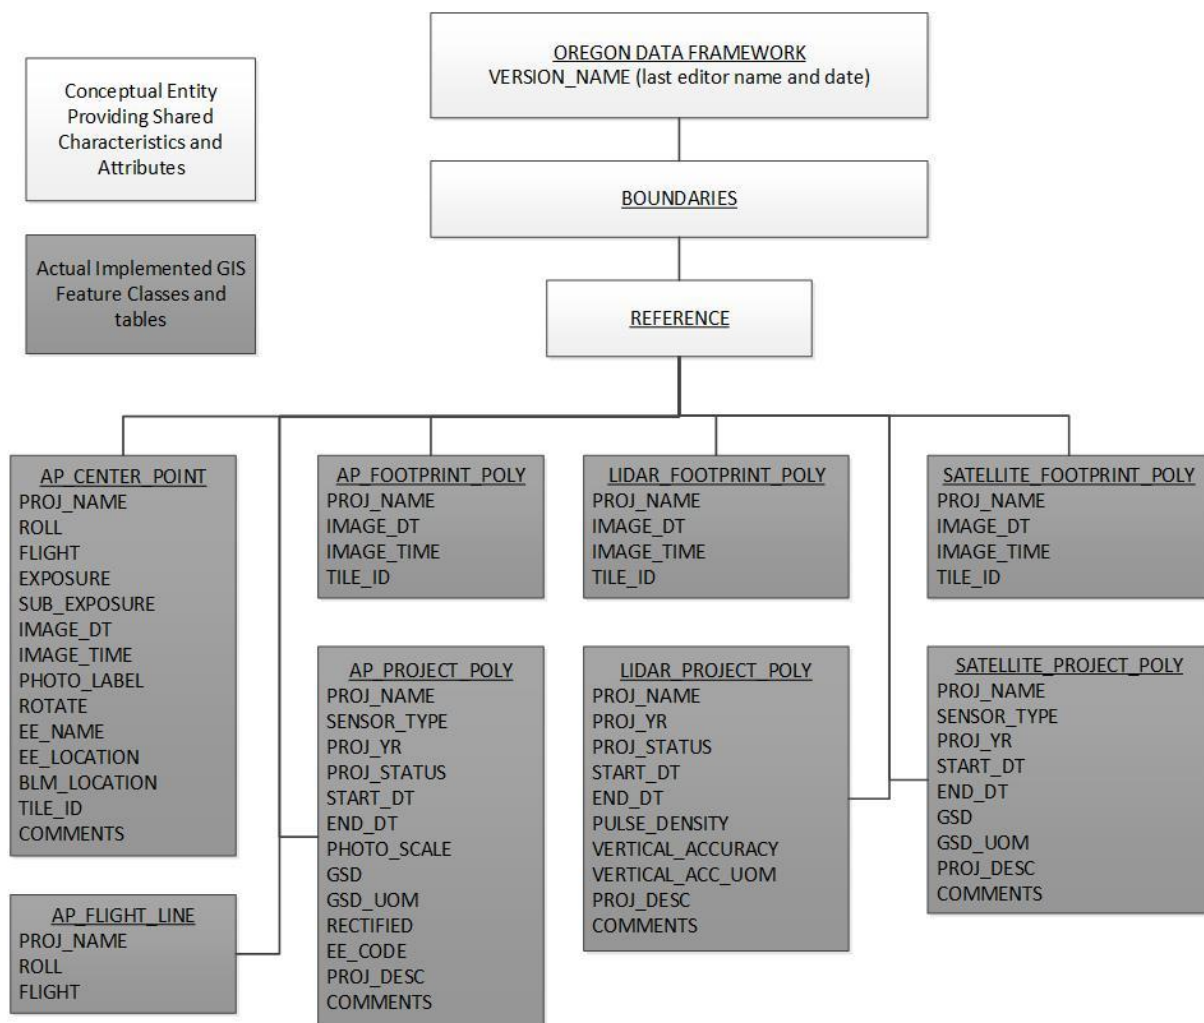 Conceptual Entity
Providing Shared
Characteristics and
Attributes
Actual Implemented GIS
Feature Classes and
tables
OREGON DATA FRAMEWORK
VERSION_NAME (last editor name and date)
BOUNDARIES
REFERENCE
AP_CENTER_POINT
PROJ_NAME
ROLL
FLIGHT
EXPOSURE
SUB_EXPOSURE
IMAGE_DT
IMAGE_TIME
PHOTO_LABEL
ROTATE
EE_NAME
EE_LOCATION
BLM_LOCATION
TILE_ID
COMMENTS
AP_FLIGHT_LINE
PROJ_NAME
ROLL
FLIGHT
AP_FOOTPRINT_POLY
PROJ_NAME
IMAGE_DT
IMAGE_TIME
TILE_ID
AP_PROJECT_POLY
PROJ_NAME
SENSOR_TYPE
PROJ_YR
PROJ_STATUS
START_DT
END_DT
PHOTO_SCALE
GSD
GSD_UOM
RECTIFIED
EE_CODE
PROJ_DESC
COMMENTS
LIDAR_FOOTPRINT_POLY
PROJ_NAME
IMAGE_DT
IMAGE_TIME
TILE_ID
LIDAR_PROJECT_POLY
PROJ_NAME
PROJ_YR
PROJ_STATUS
START_DT
END_DT
PULSE_DENSITY
VERTICAL_ACCURACY
VERTICAL_ACC_UOM
PROJ_DESC
COMMENTS
SATELLITE_FOOTPRINT_POLY
PROJ_NAME
IMAGE_DT
IMAGE_TIME
TILE_ID
SATELLITE_PROJECT_POLY
PROJ_NAME
SENSOR_TYPE
PROJ_YR
START_DT
END_DT
GSD
GSD_UOM
PROJ_DESC
COMMENTS